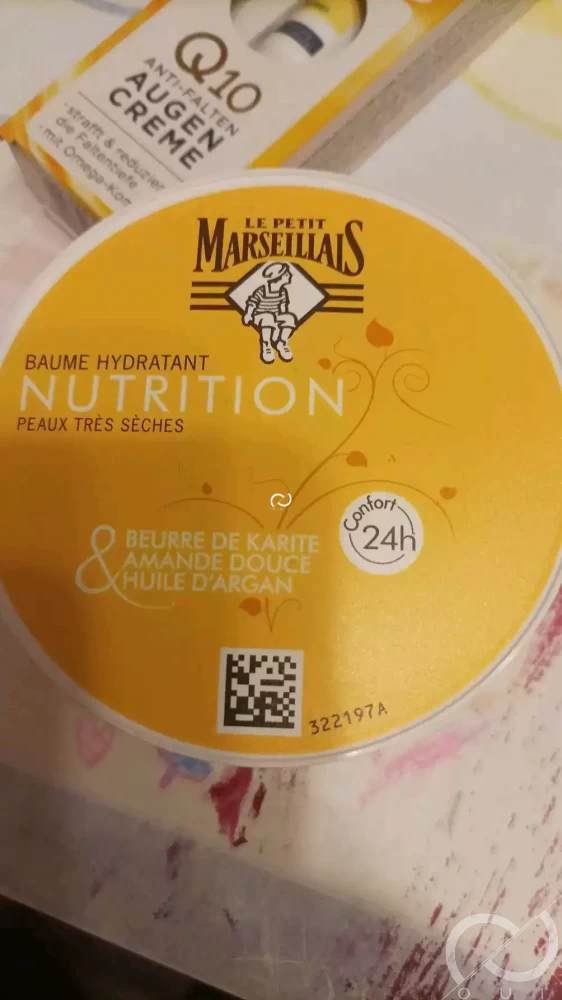 Q10
ANTI-FALTEN
AUGEN
CREME
· strafft & reduziert
die Faltentiefe
· mit Omega-Kom
LE PETIT
MARSEILLAIS
BAUME HYDRATANT
NUTRITION
PEAUX TRÈS SÈCHES
Confort
24h
BEURRE DE KARITE
AMANDE DOUCE
& HUILE D'ARGAN
322197A